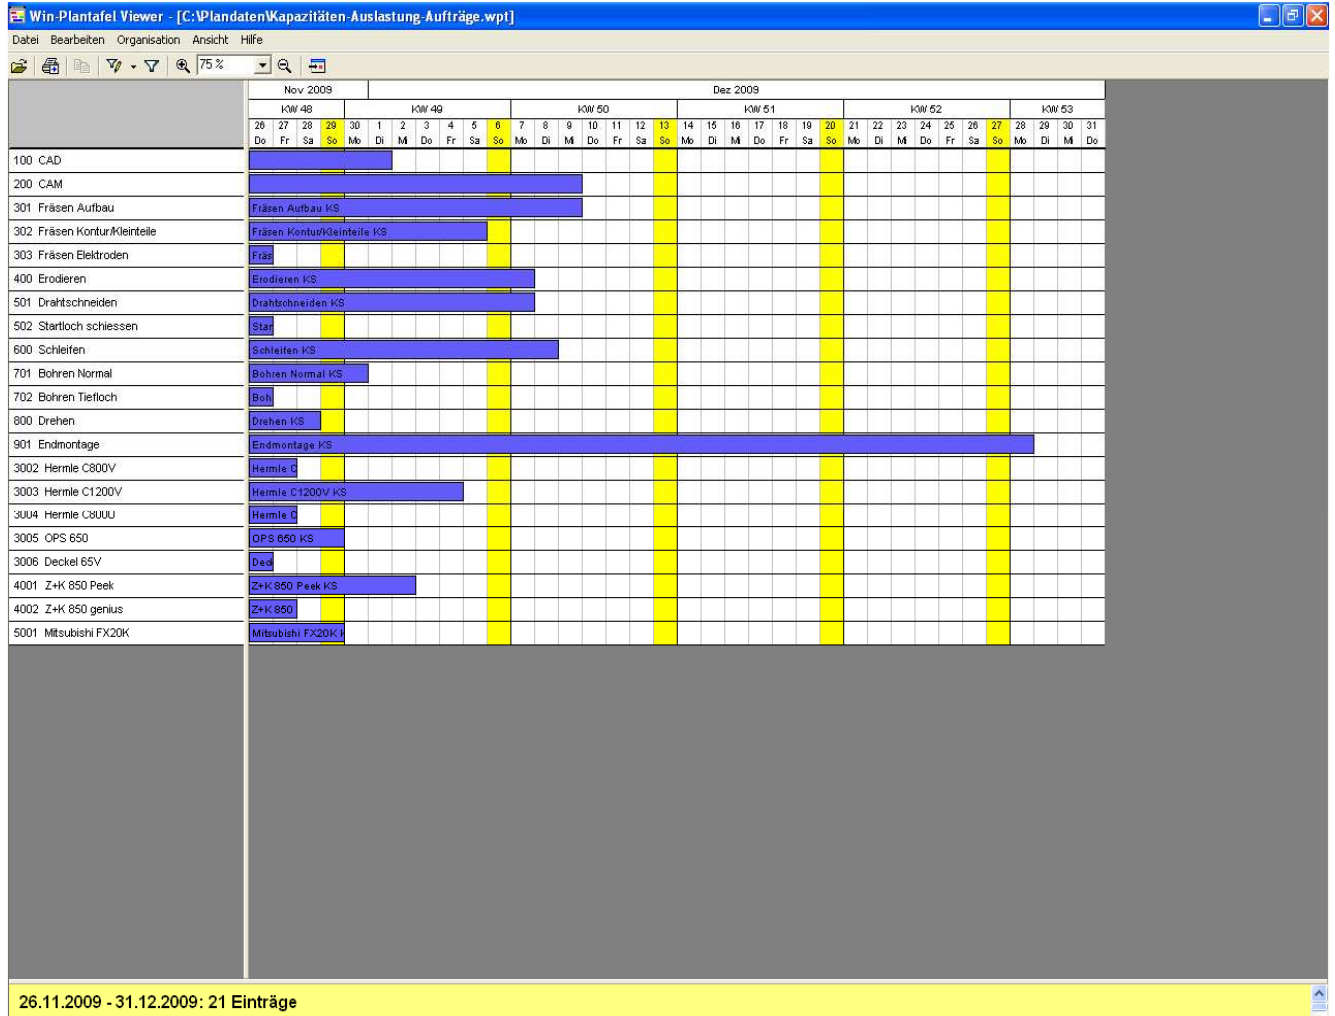 Win-Plantafel Viewer - [C:\Plandaten\Kapazitäten-Auslastung-Aufträge.wpt]
Datei Bearbeiten Organisation Ansicht Hilfe
75 %
Nov 2009 Dez 2009
KW 48 KW 49 KW 50 KW 51 KW 52 KW 53
26 27 28 29 30 1 2 3 4 5 6 7 8 9 10 11 12 13 14 15 16 17 18 19 20 21 22 23 24 25 26 27 28 29 30 31
Do Fr Sa So Mo Di Mi Do Fr Sa So Mo Di Mi Do Fr Sa So Mo Di Mi Do Fr Sa So Mo Di Mi Do Fr Sa So Mo Di Mi Do
100 CAD
200 CAM
301 Fräsen Aufbau Fräsen Aufbau KS
302 Fräsen Kontur/Kleinteile Fräsen Kontur/Kleinteile KS
303 Fräsen Elektroden Fräs
400 Erodieren Erodieren KS
501 Drahtschneiden Drahtschneiden KS
502 Startloch schiessen Star
600 Schleifen Schleifen KS
701 Bohren Normal Bohren Normal KS
702 Bohren Tiefloch Boh
800 Drehen Drehen KS
901 Endmontage Endmontage KS
3002 Hermle C800V Hermle C
3003 Hermle C1200V Hermle C1200V KS
3004 Hermle C800U Hermle C
3005 OPS 650 OPS 650 KS
3006 Deckel 65V Deck
4001 Z+K 850 Peek Z+K 850 Peek KS
4002 Z+K 850 genius Z+K 850
5001 Mitsubishi FX20K Mitsubishi FX20K K
26.11.2009 - 31.12.2009: 21 Einträge